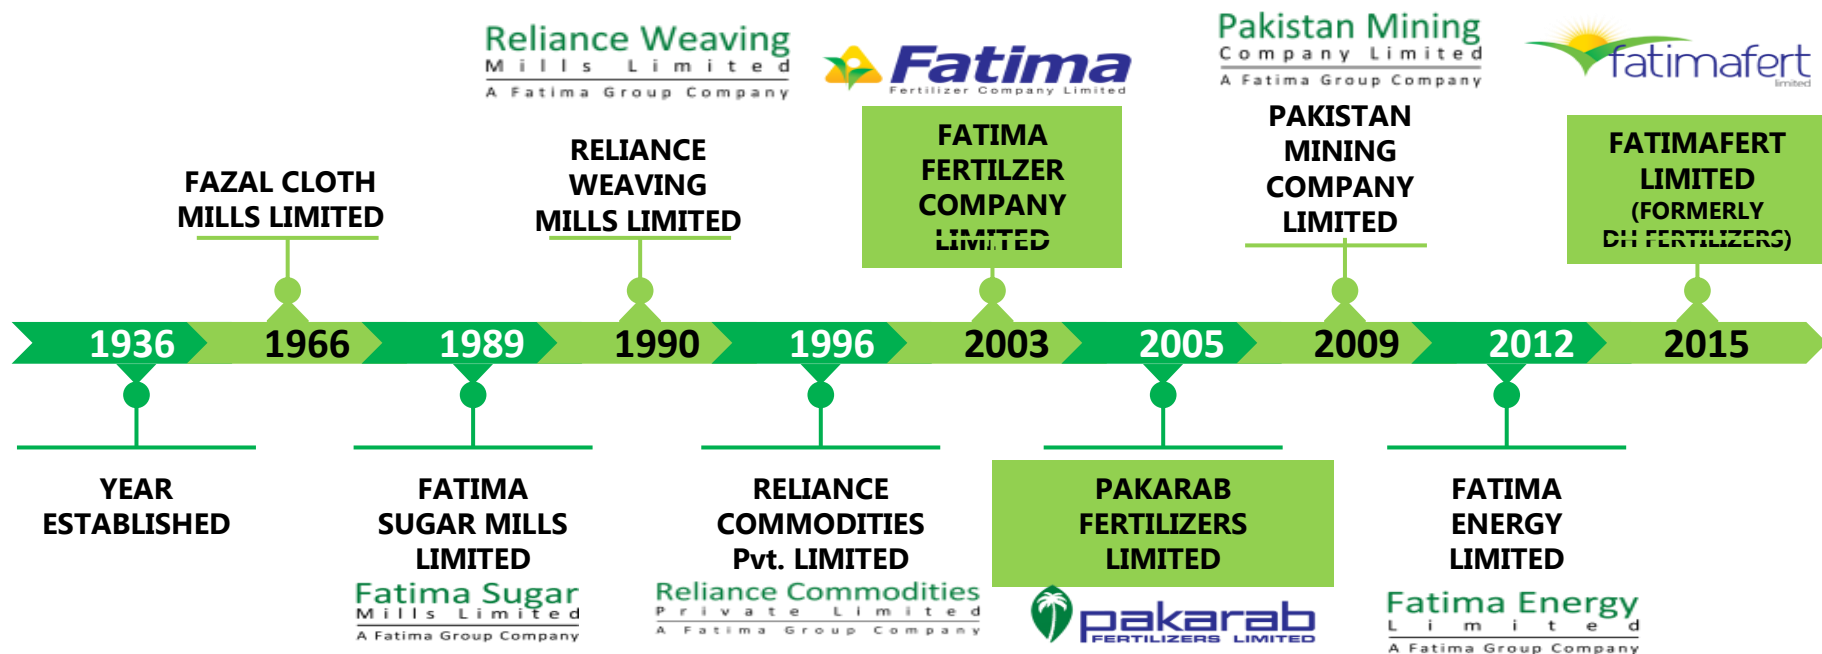 Reliance Weaving
Mills Limited
A Fatima Group Company
Fatima
Fertilizer Company Limited
Pakistan Mining
Company Limited
A Fatima Group Company
fatimafert
limited
FAZAL CLOTH
MILLS LIMITED
RELIANCE
WEAVING
MILLS LIMITED
FATIMA
FERTILZER
COMPANY
LIMITED
PAKISTAN
MINING
COMPANY
LIMITED
FATIMAFERT
LIMITED
(FORMERLY
DH FERTILIZERS)
1936 1966 1989 1990 1996 2003 2005 2009 2012 2015
YEAR
ESTABLISHED
FATIMA
SUGAR MILLS
LIMITED
Fatima Sugar
Mills Limited
A Fatima Group Company
RELIANCE
COMMODITIES
Pvt. LIMITED
Reliance Commodities
Private Limited
A Fatima Group Company
PAKARAB
FERTILIZERS
LIMITED
pakarab
FERTILIZERS LIMITED
FATIMA
ENERGY
LIMITED
Fatima Energy
Limited
A Fatima Group Company